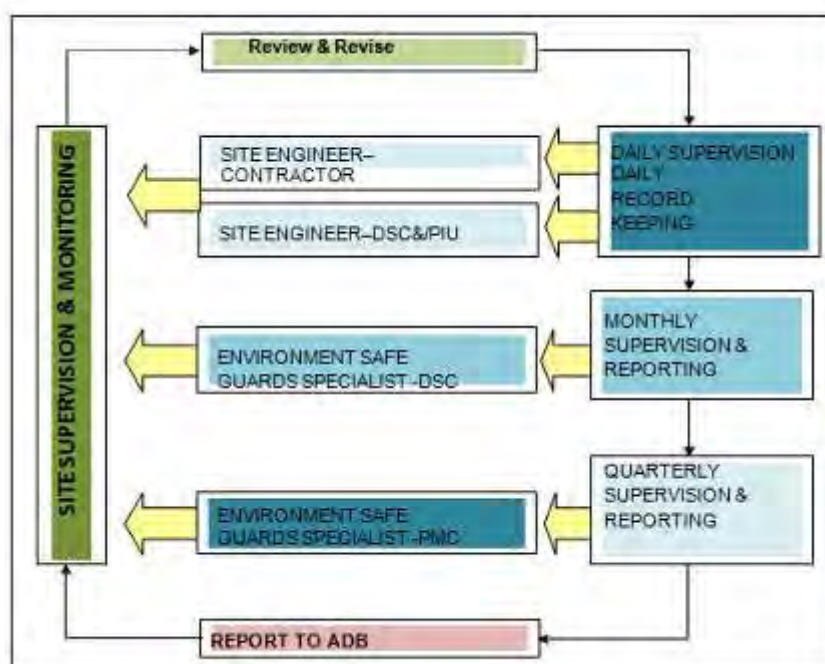 Review & Revise
SITE SUPERVISION & MONITORING
SITE ENGINEER–
CONTRACTOR
SITE ENGINEER–DSC&/PIU
DAILY SUPERVISION
DAILY
RECORD
KEEPING
ENVIRONMENT SAFE
GUARDS SPECIALIST -DSC
MONTHLY
SUPERVISION &
REPORTING
ENVIRONMENT SAFE
GUARDS SPECIALIST -PMC
QUARTERLY
SUPERVISION &
REPORTING
REPORT TO ADB